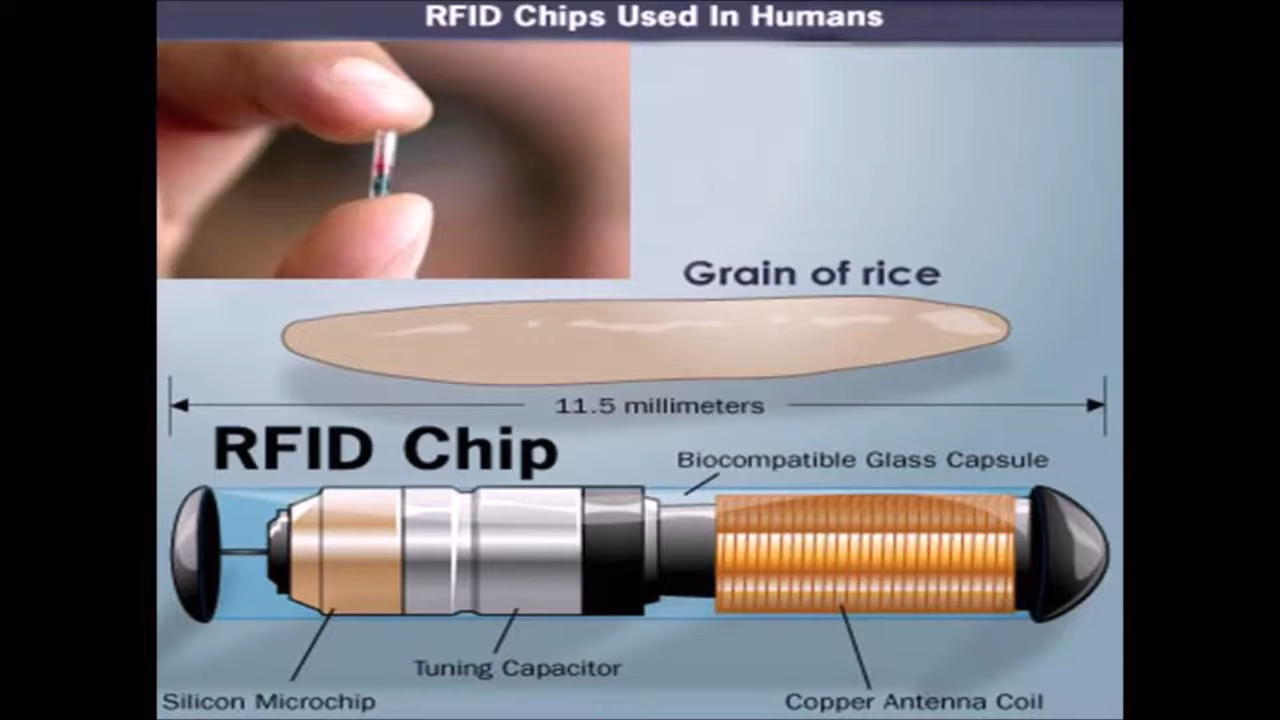 RFID Chips Used In Humans
Grain of rice
11.5 millimeters
RFID Chip
Biocompatible Glass Capsule
Tuning Capacitor
Silicon Microchip
Copper Antenna Coil